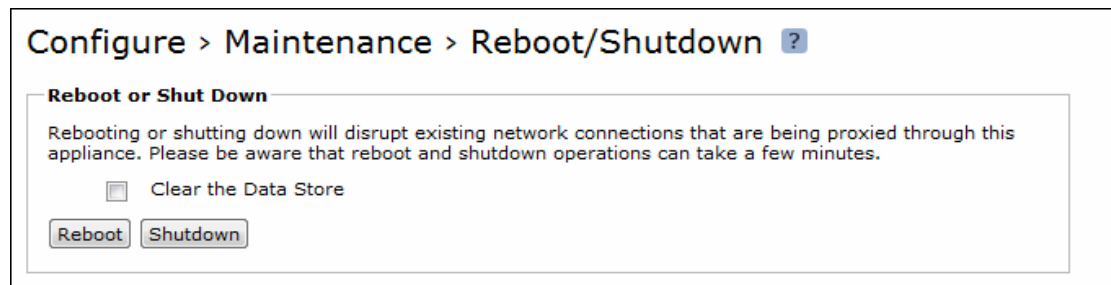 Configure > Maintenance > Reboot/Shutdown ?
Reboot or Shut Down
Rebooting or shutting down will disrupt existing network connections that are being proxied through this
appliance. Please be aware that reboot and shutdown operations can take a few minutes.
Clear the Data Store
Reboot Shutdown